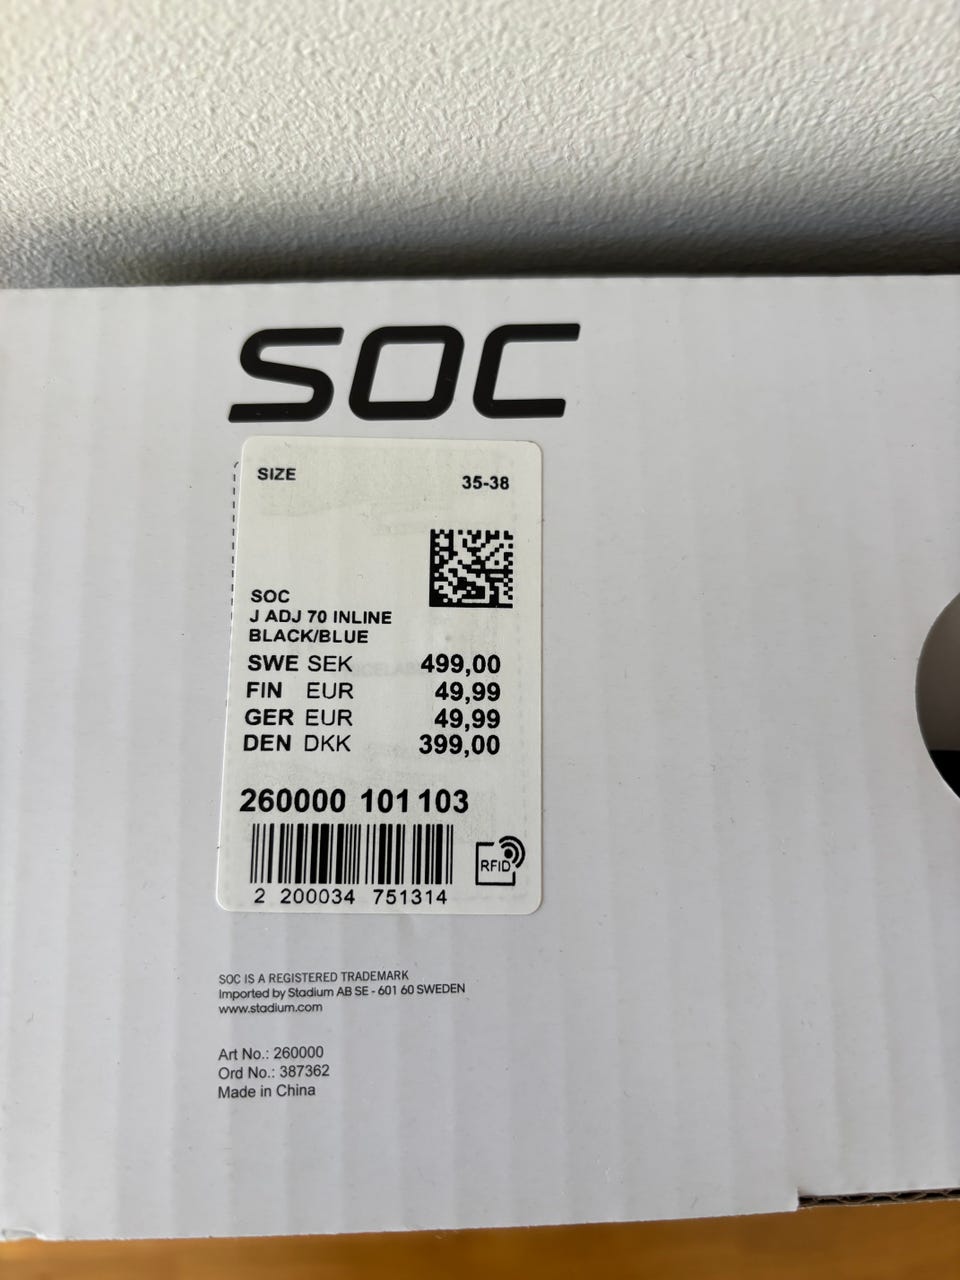 SOC
SIZE 35-38
SOC
J ADJ 70 INLINE
BLACK/BLUE
SWE SEK 499,00
FIN EUR 49,99
GER EUR 49,99
DEN DKK 399,00
260000 101 103
RFID
2 200034 751314
SOC IS A REGISTERED TRADEMARK
Imported by Stadium AB SE - 601 60 SWEDEN
www.stadium.com
Art No.: 260000
Ord No.: 387362
Made in China